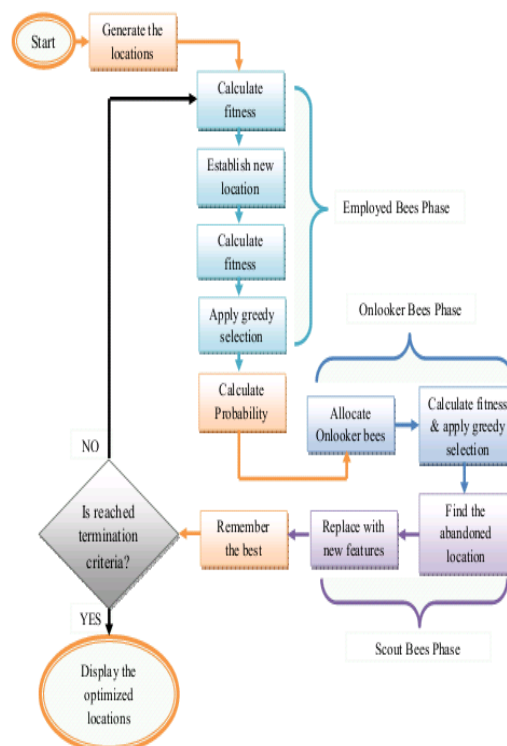 Start
Generate the
locations
Calculate
fitness
Establish new
location
Employed Bees Phase
Calculate
fitness
Apply greedy
selection
Onlooker Bees Phase
Calculate
Probability
Allocate
Onlooker bees
Calculate fitness
& apply greedy
selection
NO
Is reached
termination
criteria?
Remember
the best
Replace with
new features
Find the
abandoned
location
YES
Scout Bees Phase
Display the
optimized
locations